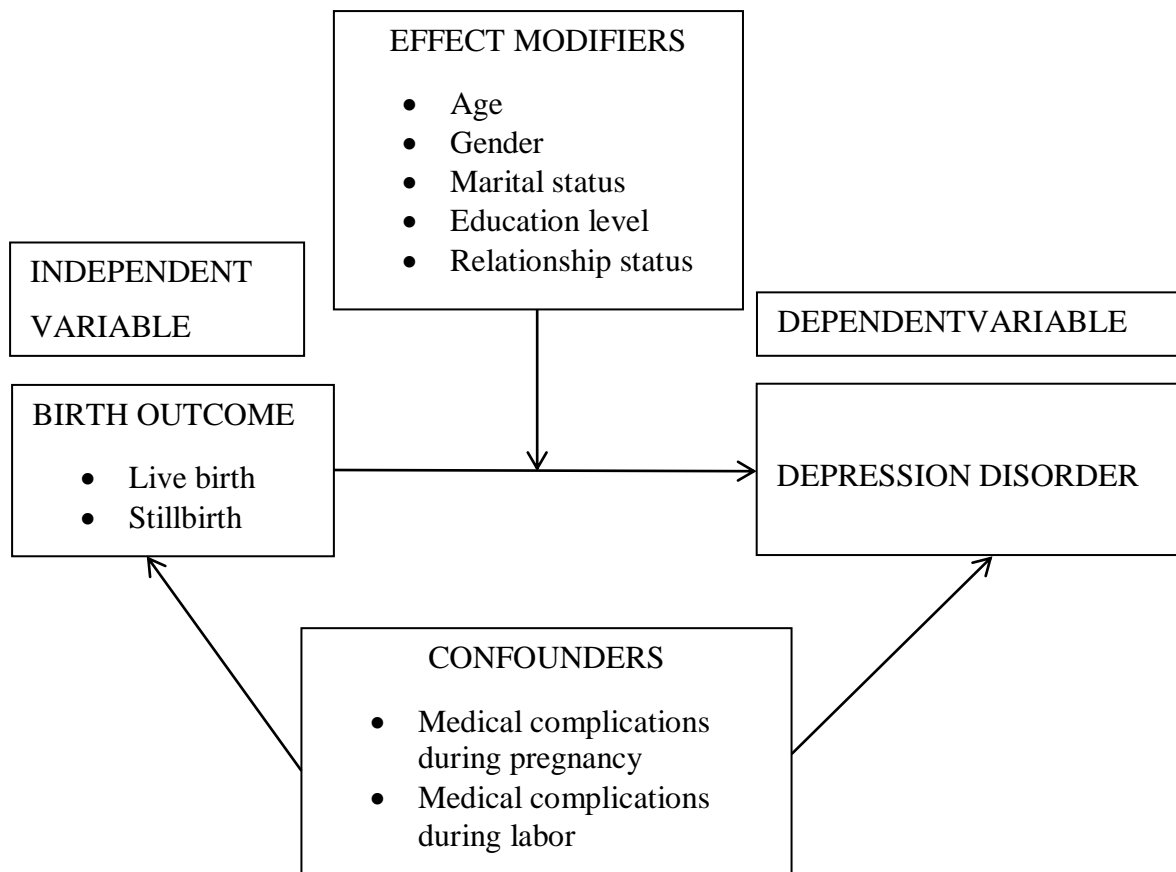 EFFECT MODIFIERS
• Age
• Gender
• Marital status
• Education level
• Relationship status
INDEPENDENT
VARIABLE
DEPENDENTVARIABLE
BIRTH OUTCOME
• Live birth
• Stillbirth
DEPRESSION DISORDER
CONFOUNDERS
• Medical complications
during pregnancy
• Medical complications
during labor